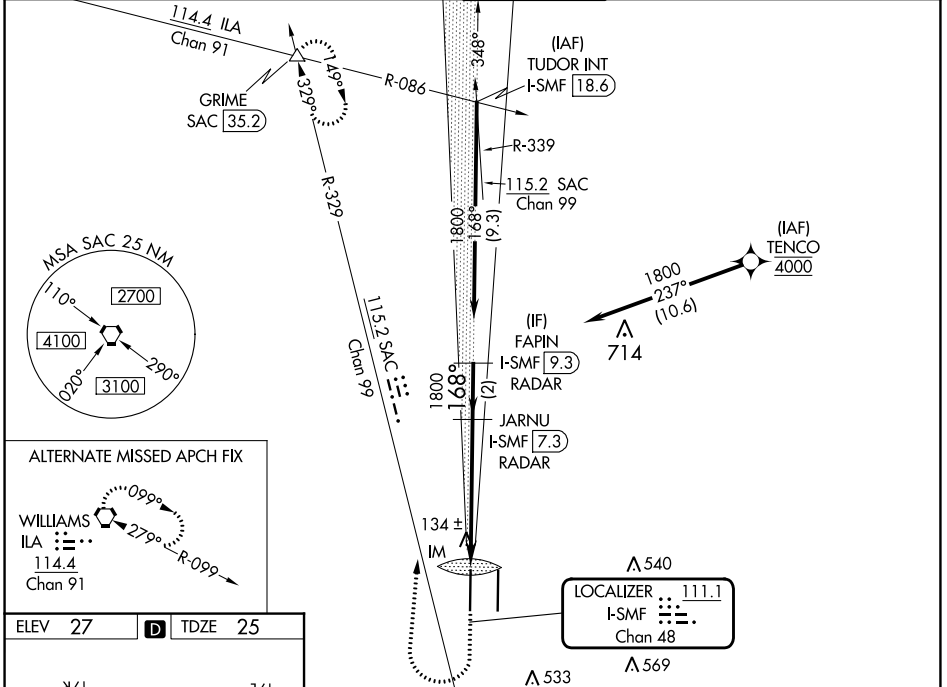 114.4 ILA
Chan 91
GRIME
SAC 35.2
149°
329°
R-086
348°
(IAF)
TUDOR INT
I-SMF 18.6
R-339
115.2 SAC
Chan 99
1800
168°
(9.3)
R-329
115.2 SAC
Chan 99
(IAF)
TENCO
4000
1800
237°
(10.6)
714
MSA SAC 25 NM
110°
2700
4100
020°
3100
290°
(IF)
FAPIN
I-SMF 9.3
RADAR
1800
168°
(2)
JARNU
I-SMF 7.3
RADAR
ALTERNATE MISSED APCH FIX
WILLIAMS
ILA
114.4
Chan 91
099°
279°
R-099
134 ±
IM
540
LOCALIZER 111.1
I-SMF
Chan 48
569
533
ELEV 27 D TDZE 25